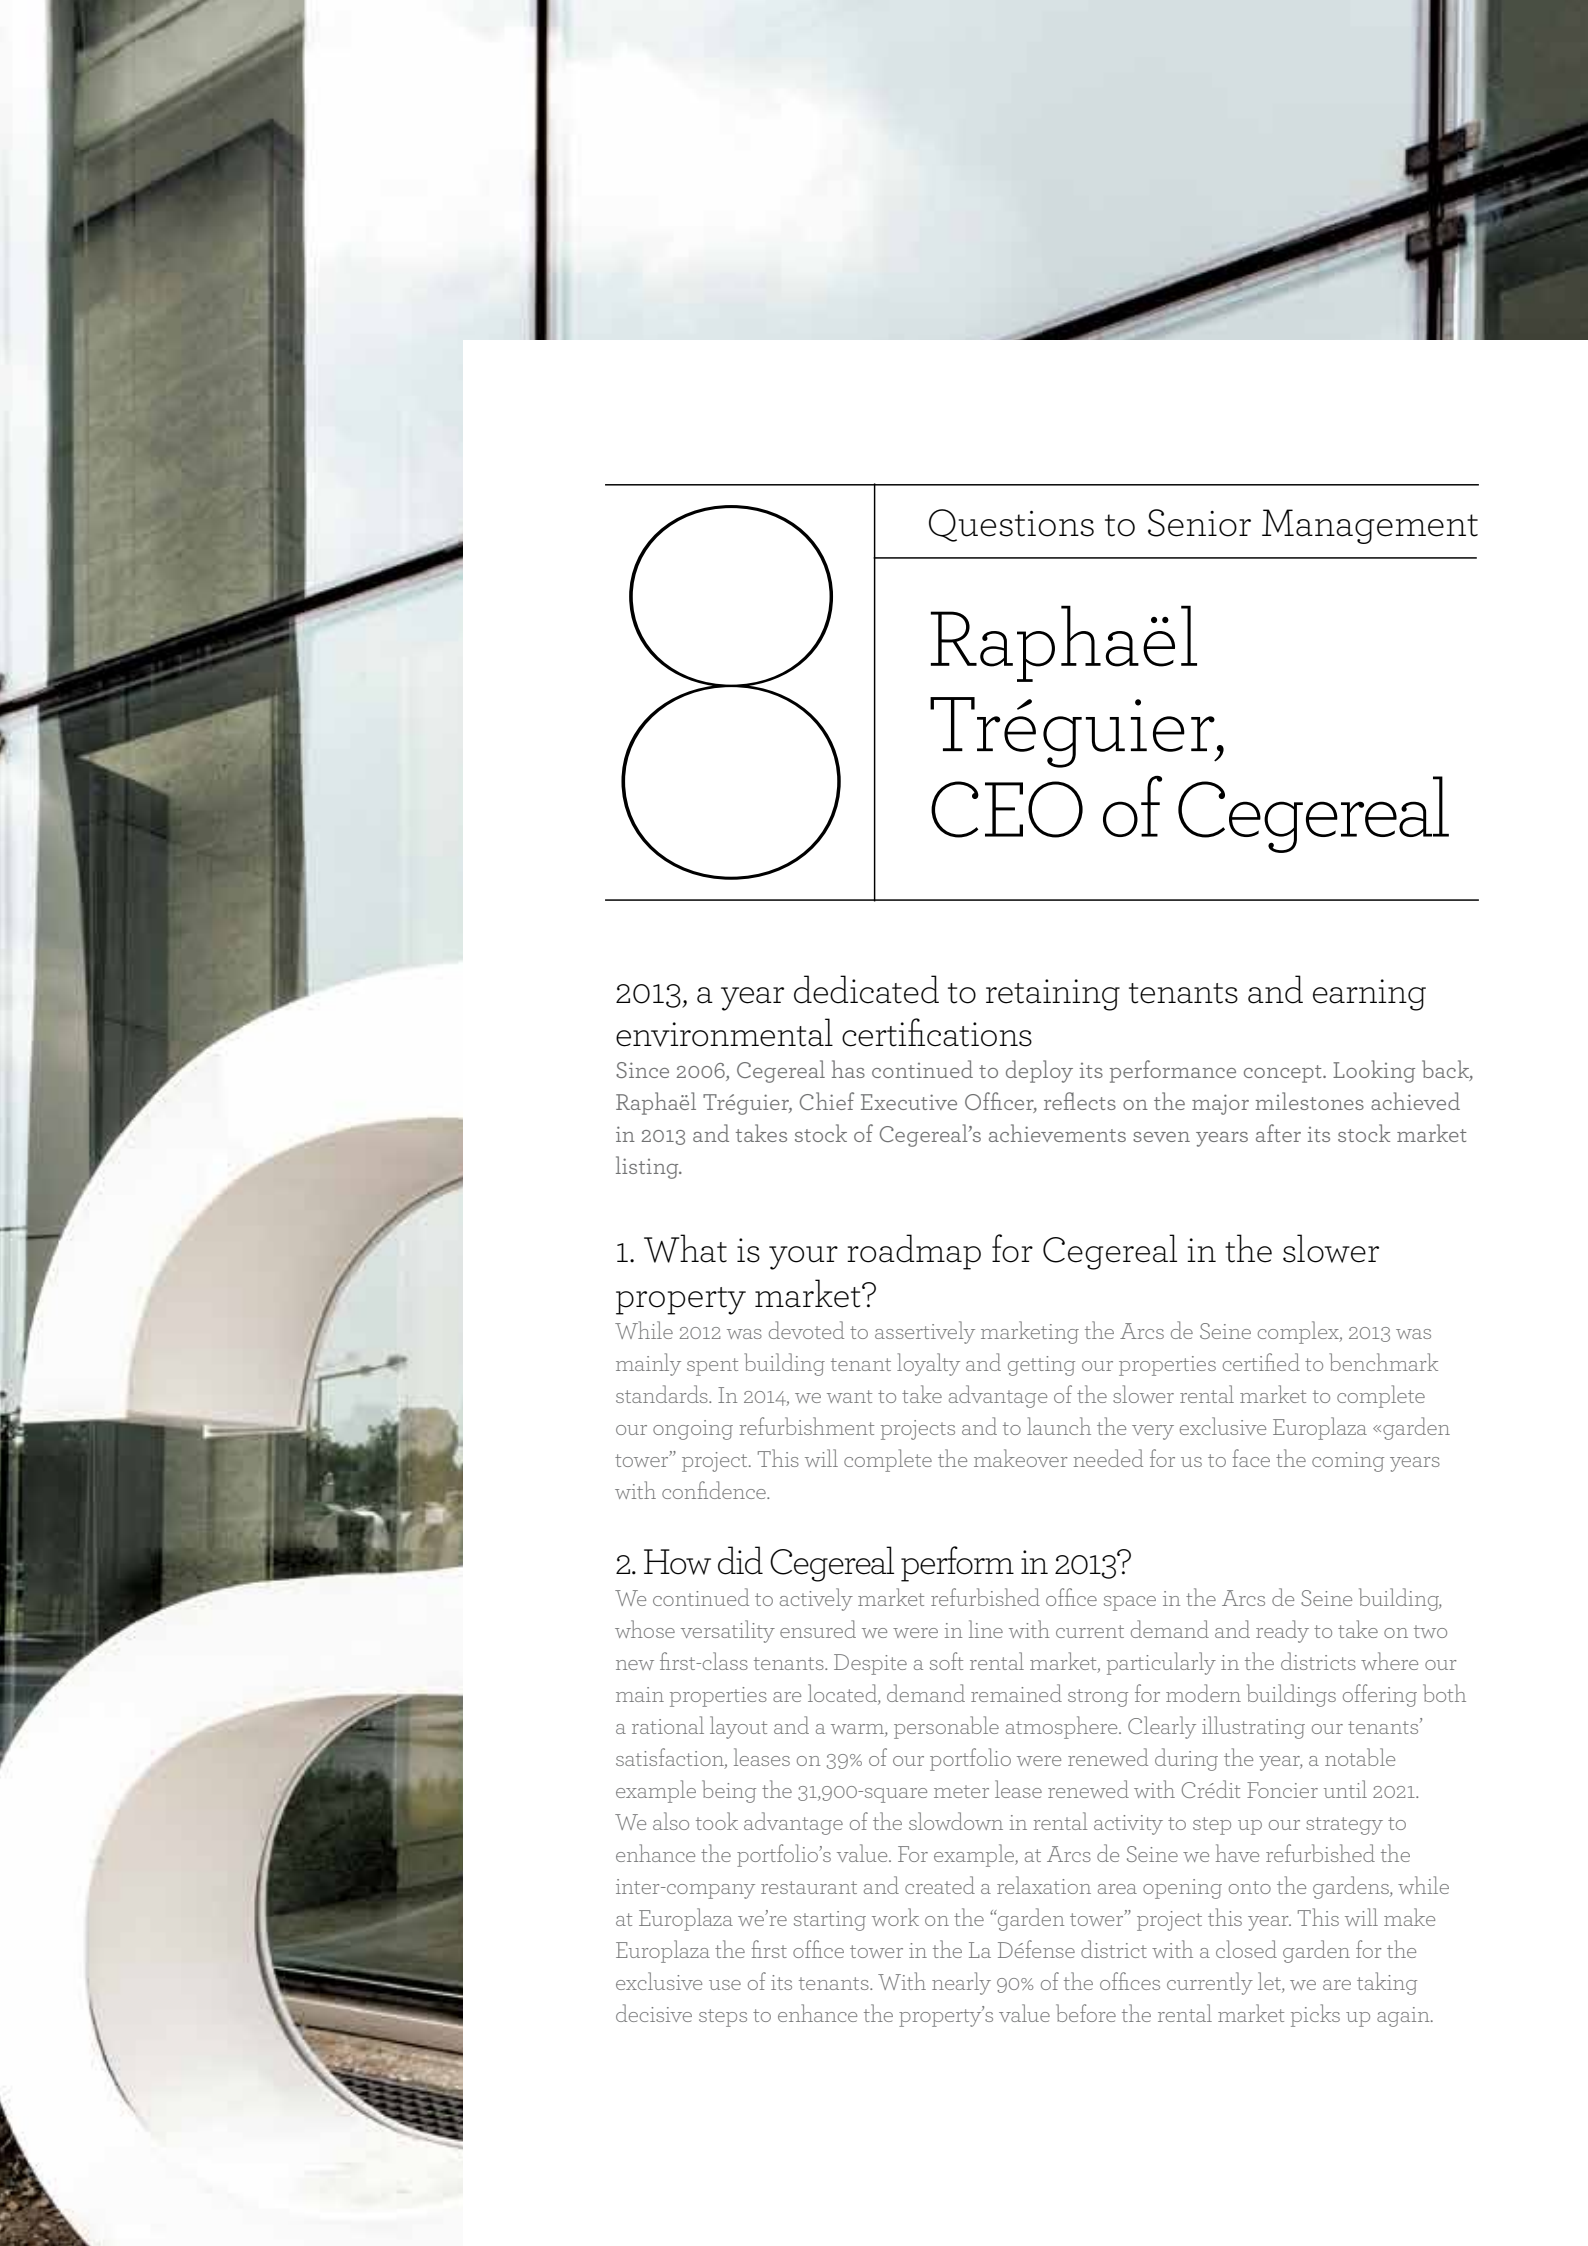 8
Questions to Senior Management
Raphaël
Tréguier,
CEO of Cegereal
2013, a year dedicated to retaining tenants and earning
environmental certifications
Since 2006, Cegereal has continued to deploy its performance concept. Looking back,
Raphaël Tréguier, Chief Executive Officer, reflects on the major milestones achieved
in 2013 and takes stock of Cegereal’s achievements seven years after its stock market
listing.
1. What is your roadmap for Cegereal in the slower
property market?
While 2012 was devoted to assertively marketing the Arcs de Seine complex, 2013 was
mainly spent building tenant loyalty and getting our properties certified to benchmark
standards. In 2014, we want to take advantage of the slower rental market to complete
our ongoing refurbishment projects and to launch the very exclusive Europlaza «garden
tower” project. This will complete the makeover needed for us to face the coming years
with confidence.
2. How did Cegereal perform in 2013?
We continued to actively market refurbished office space in the Arcs de Seine building,
whose versatility ensured we were in line with current demand and ready to take on two
new first-class tenants. Despite a soft rental market, particularly in the districts where our
main properties are located, demand remained strong for modern buildings offering both
a rational layout and a warm, personable atmosphere. Clearly illustrating our tenants’
satisfaction, leases on 39% of our portfolio were renewed during the year, a notable
example being the 31,900-square meter lease renewed with Crédit Foncier until 2021.
We also took advantage of the slowdown in rental activity to step up our strategy to
enhance the portfolio’s value. For example, at Arcs de Seine we have refurbished the
inter-company restaurant and created a relaxation area opening onto the gardens, while
at Europlaza we’re starting work on the “garden tower” project this year. This will make
Europlaza the first office tower in the La Défense district with a closed garden for the
exclusive use of its tenants. With nearly 90% of the offices currently let, we are taking
decisive steps to enhance the property’s value before the rental market picks up again.